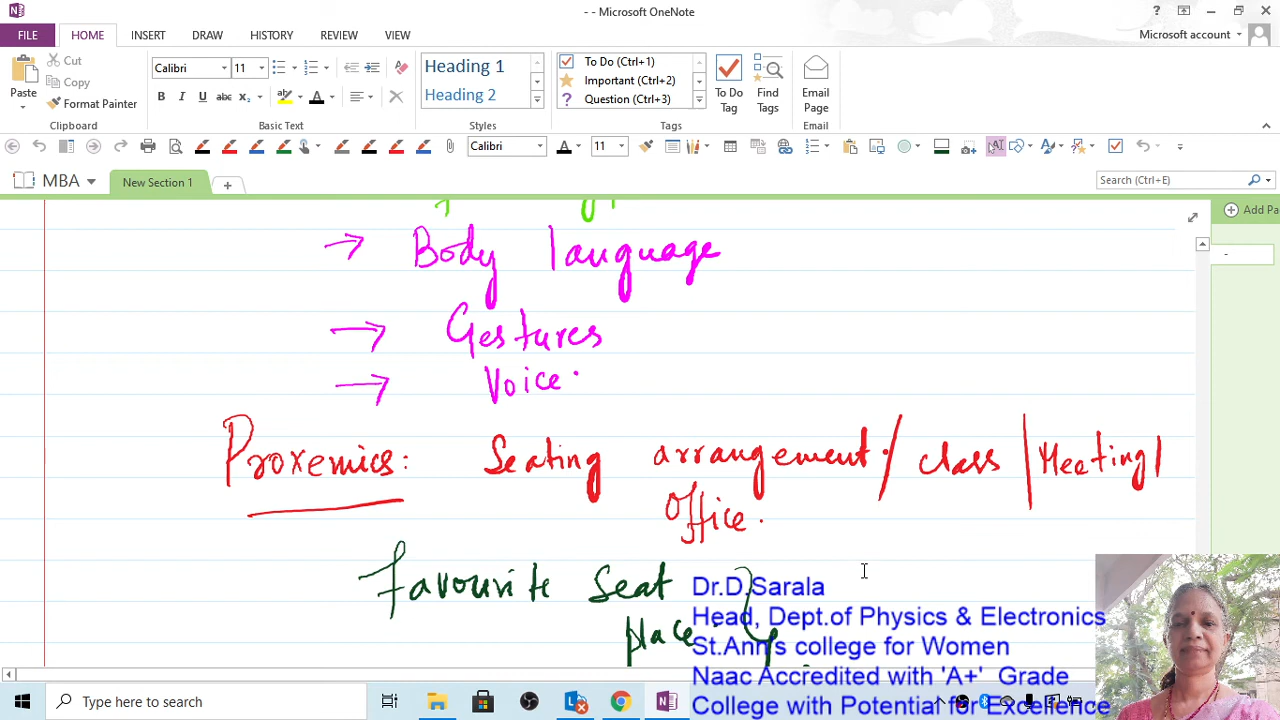 - - Microsoft OneNote
FILE HOME INSERT DRAW HISTORY REVIEW VIEW
Microsoft account
Paste
Cut
Copy
Format Painter
Clipboard
Calibri 11
B I U abc
Basic Text
Heading 1
Heading 2
Styles
To Do (Ctrl+1)
Important (Ctrl+2)
Question (Ctrl+3)
To Do Tag
Find Tags
Tags
Email Page
Email
Calibri 11
MBA New Section 1
Search (Ctrl+E)
Add Pa
-
→ Body language
→ Gestures
→ Voice.
Proxemics: Seating arrangement. / class | Meeting |
Office.
Favourite Seat
place.
Dr.D.Sarala
Head, Dept.of Physics & Electronics
St.Ann's college for Women
Naac Accredited with 'A+' Grade
College with Potential for Excellence
Type here to search